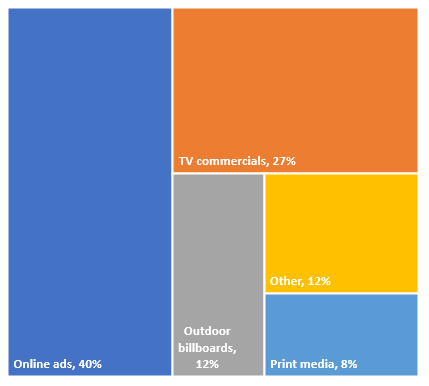 TV commercials, 27%
Other, 12%
Outdoor
billboards,
12%
Online ads, 40%
Print media, 8%